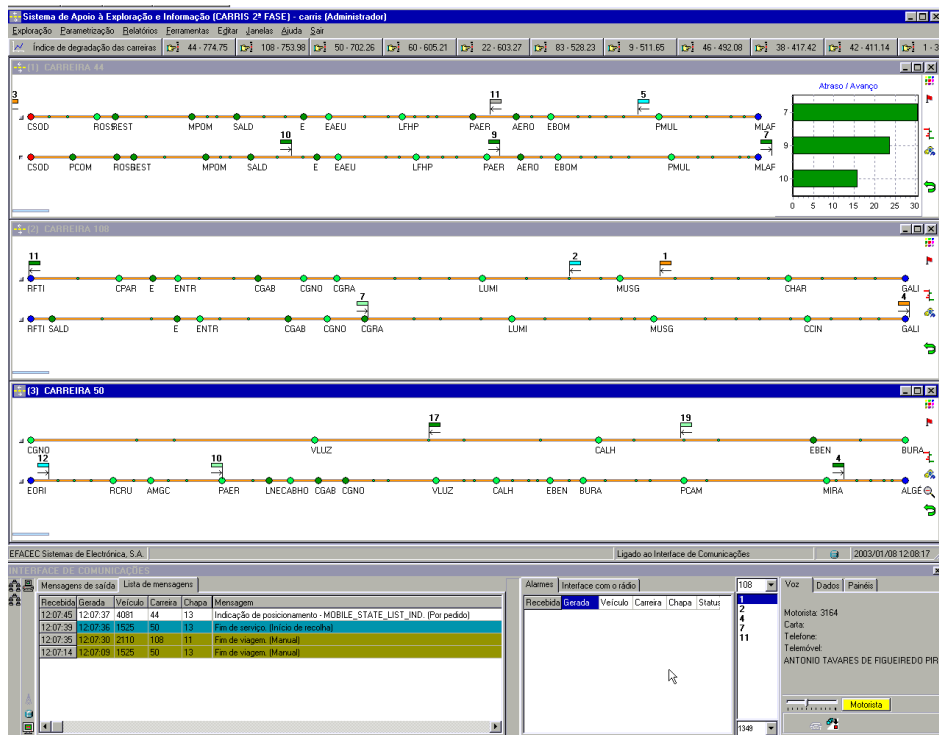 Sistema de Apoio à Exploração e Informação (CARRIS 2ª FASE) - carris (Administrador)
Exploração Parametrização Relatórios Ferramentas Egitar Janelas Ajuda Sair
Índice de degradação das carreiras 44 - 774.75 108 - 753.98 50 - 702.26 60 - 605.21 22 - 603.27 83 - 528.23 9 - 511.65 46 - 492.08 38 - 417.42 42 - 411.14 1 - 3
(1) CARREIRA 44
3 11 5
CSOD ROSSREST MPOM SALD E EAEU LFHP PAER AERO EBOM PMUL MLAF
10 9 7
CSOD PCOM ROSSREST MPOM SALD E EAEU LFHP PAER AERO EBOM PMUL MLAF
Atraso / Avanço
7
9
10
0 5 10 15 20 25 30
(2) CARREIRA 108
11 2 1
RFTI CPAR E ENTR CGAB CGNO CGRA LUMI MUSG CHAR GALI
7 4
RFTI SALD E ENTR CGAB CGNO CGRA LUMI MUSG CCIN GALI
(3) CARREIRA 50
17 19
CGNO VLUZ CALH EBEN BURA
12 10 4
EORI RCRU AMGC PAER LNECABHO CGAB CGNO VLUZ CALH EBEN BURA PCAM MIRA ALGÉ
EFACEC Sistemas de Electrónica, S.A. Ligado ao Interface de Comunicações 2003/01/08 12:08:17
INTERFACE DE COMUNICAÇÕES
Mensagens de saída Lista de mensagens
Recebida Gerada Veículo Carreira Chapa Mensagem
12:07:45 12:07:37 4081 44 13 Indicação de posicionamento - MOBILE_STATE_LIST_IND. (Por pedido)
12:07:39 12:07:36 1525 50 13 Fim de serviço. (Início de recolha)
12:07:35 12:07:30 2110 108 11 Fim de viagem. (Manual)
12:07:14 12:07:09 1525 50 13 Fim de viagem. (Manual)
Alarmes Interface com o rádio
Recebida Gerada Veículo Carreira Chapa Status
108
1
2
4
7
11
1349
Voz Dados Painéis
Motorista: 3164
Carta:
Telefone:
Telemóvel:
ANTONIO TAVARES DE FIGUEIREDO PIR
Motorista